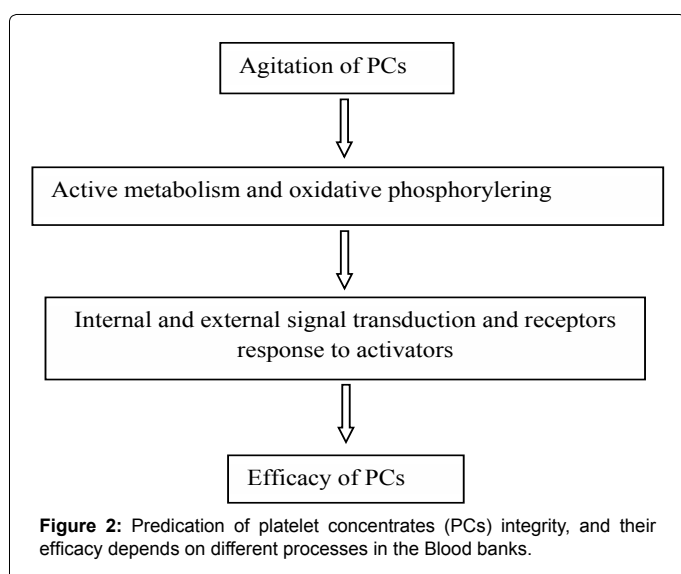 Agitation of PCs
Active metabolism and oxidative phosphorylering
Internal and external signal transduction and receptors
response to activators
Efficacy of PCs
Figure 2: Predication of platelet concentrates (PCs) integrity, and their
efficacy depends on different processes in the Blood banks.